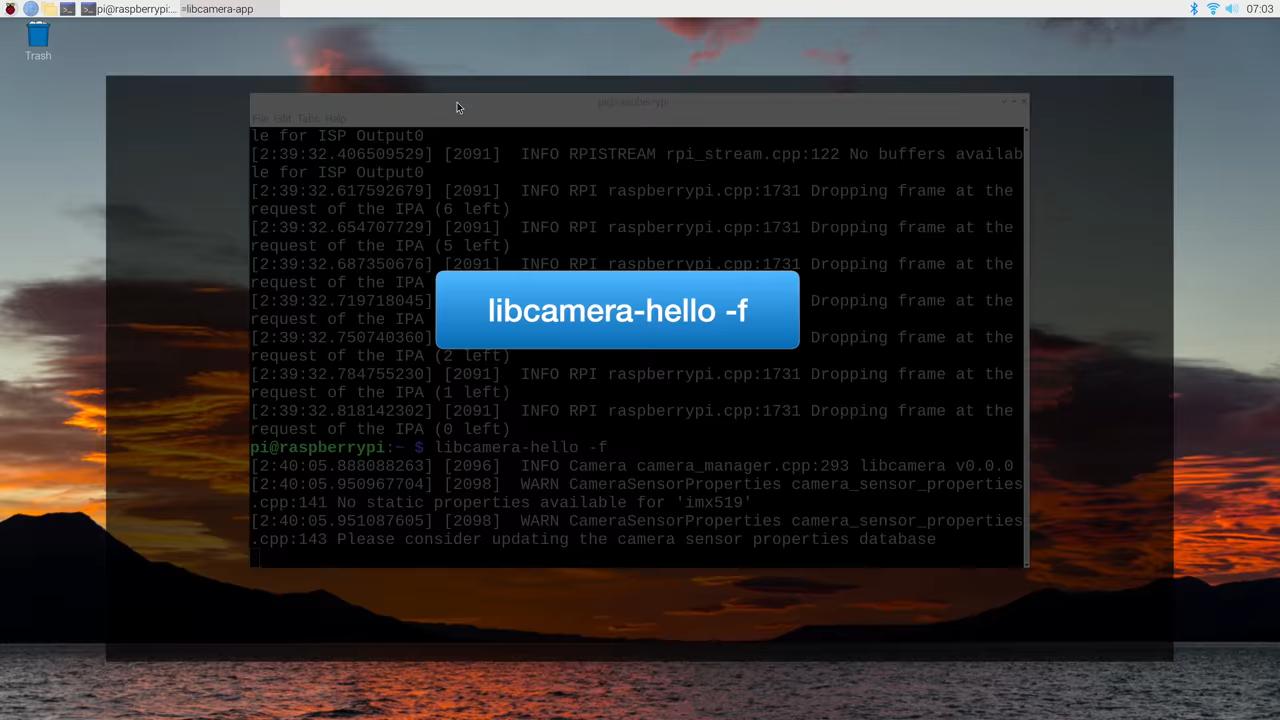 pi@raspberrypi:... =libcamera-app 07:03
Trash
pi@raspberrypi
File Edit Tabs Help
le for ISP Output0
[2:39:32.406509529] [2091]  INFO RPISTREAM rpi_stream.cpp:122 No buffers availab
le for ISP Output0
[2:39:32.617592679] [2091]  INFO RPI raspberrypi.cpp:1731 Dropping frame at the
request of the IPA (6 left)
[2:39:32.654707729] [2091]  INFO RPI raspberrypi.cpp:1731 Dropping frame at the
request of the IPA (5 left)
[2:39:32.687350676] [2091]  INFO RPI raspberrypi.cpp:1731 Dropping frame at the
request of the IPA
[2:39:32.719718045] Dropping frame at the
request of the IPA
[2:39:32.750740360] Dropping frame at the
request of the IPA (2 left)
[2:39:32.784755230] [2091]  INFO RPI raspberrypi.cpp:1731 Dropping frame at the
request of the IPA (1 left)
[2:39:32.818142302] [2091]  INFO RPI raspberrypi.cpp:1731 Dropping frame at the
request of the IPA (0 left)
pi@raspberrypi:~ $ libcamera-hello -f
[2:40:05.888088263] [2096]  INFO Camera camera_manager.cpp:293 libcamera v0.0.0
[2:40:05.950967704] [2098]  WARN CameraSensorProperties camera_sensor_properties
.cpp:141 No static properties available for 'imx519'
[2:40:05.951087605] [2098]  WARN CameraSensorProperties camera_sensor_properties
.cpp:143 Please consider updating the camera sensor properties database
libcamera-hello -f